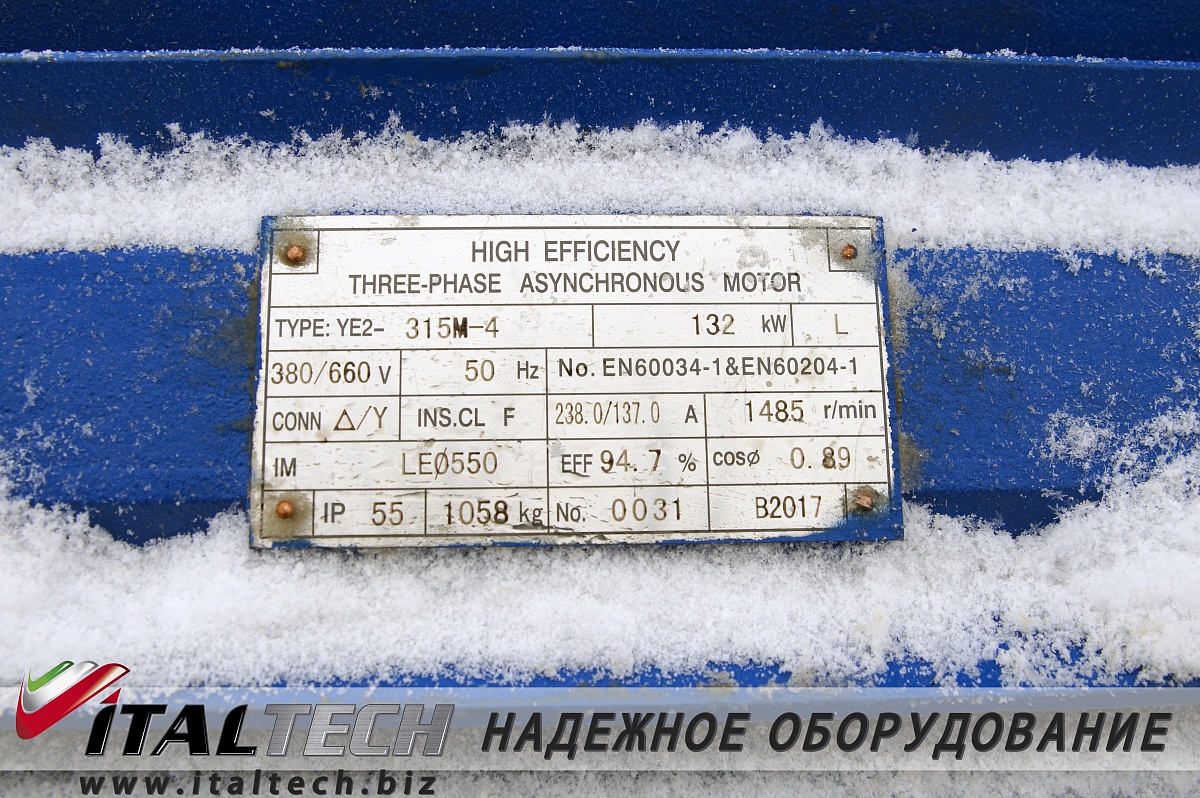 HIGH EFFICIENCY
THREE-PHASE ASYNCHRONOUS MOTOR
TYPE: YE2- 315M-4 132 kW L
380/660 V 50 Hz No. EN60034-1&EN60204-1
CONN △/Y INS.CL F 238.0/137.0 A 1485 r/min
IM LEØ550 EFF 94.7 % COSØ 0.89
IP 55 1058 kg No. 0031 B2017
ITALTECH НАДЕЖНОЕ ОБОРУДОВАНИЕ
www.italtech.biz